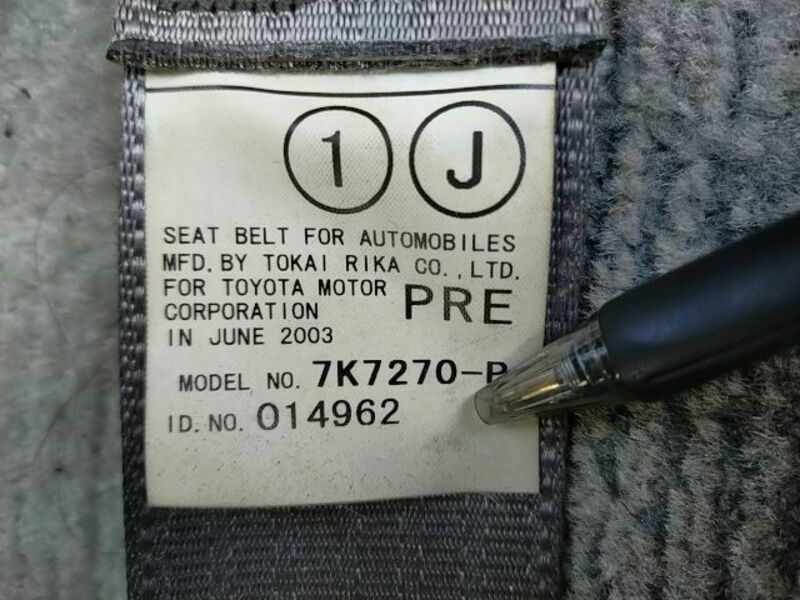 1 J
SEAT BELT FOR AUTOMOBILES
MFD. BY TOKAI RIKA CO., LTD.
FOR TOYOTA MOTOR
CORPORATION PRE
IN JUNE 2003
MODEL NO. 7K7270-P
ID. NO. 014962